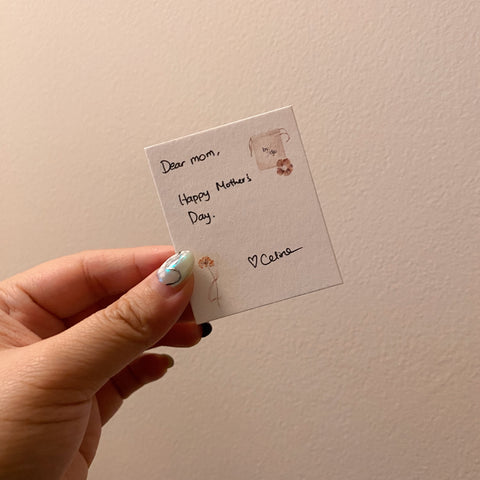 Dear mom,
Happy Mother's
Day.
♡Celine